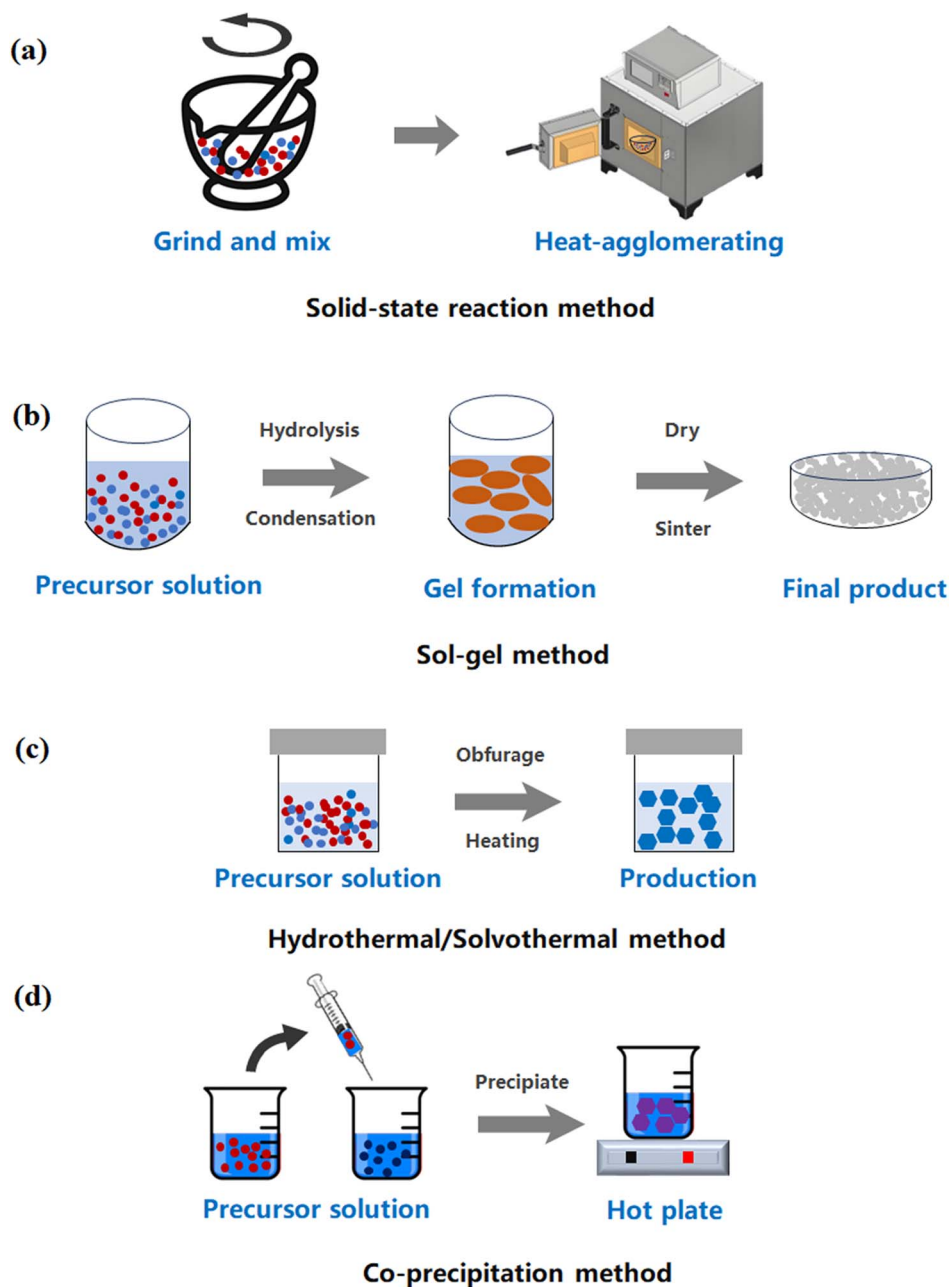 (a)
Grind and mix
Heat-agglomerating
Solid-state reaction method
(b)
Hydrolysis
Condensation
Dry
Sinter
Precursor solution
Gel formation
Final product
Sol-gel method
(c)
Obfurage
Heating
Precursor solution
Production
Hydrothermal/Solvothermal method
(d)
Precipiate
Precursor solution
Hot plate
Co-precipitation method